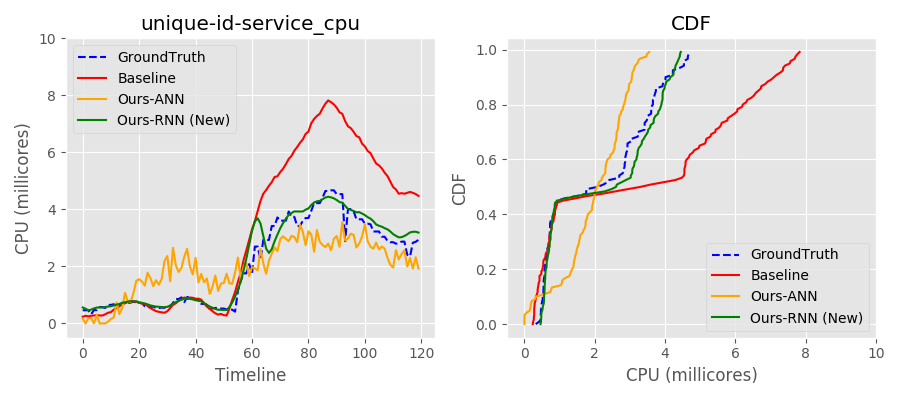 unique-id-service_cpu
CPU (millicores)
10
8
6
4
2
0
GroundTruth
Baseline
Ours-ANN
Ours-RNN (New)
0 20 40 60 80 100 120
Timeline
CDF
CDF
1.0
0.8
0.6
0.4
0.2
0.0
GroundTruth
Baseline
Ours-ANN
Ours-RNN (New)
0 2 4 6 8 10
CPU (millicores)